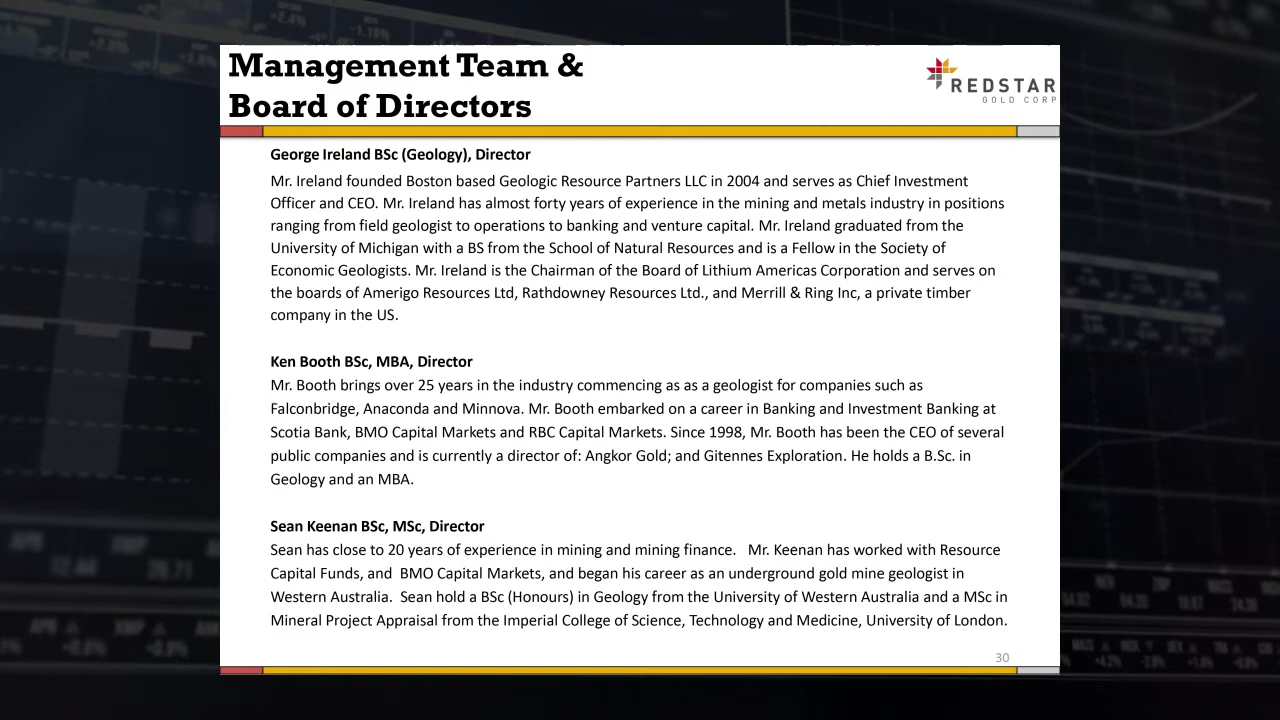 Management Team &
Board of Directors
REDSTAR
GOLD CORP
George Ireland BSc (Geology), Director
Mr. Ireland founded Boston based Geologic Resource Partners LLC in 2004 and serves as Chief Investment
Officer and CEO. Mr. Ireland has almost forty years of experience in the mining and metals industry in positions
ranging from field geologist to operations to banking and venture capital. Mr. Ireland graduated from the
University of Michigan with a BS from the School of Natural Resources and is a Fellow in the Society of
Economic Geologists. Mr. Ireland is the Chairman of the Board of Lithium Americas Corporation and serves on
the boards of Amerigo Resources Ltd, Rathdowney Resources Ltd., and Merrill & Ring Inc, a private timber
company in the US.
Ken Booth BSc, MBA, Director
Mr. Booth brings over 25 years in the industry commencing as as a geologist for companies such as
Falconbridge, Anaconda and Minnova. Mr. Booth embarked on a career in Banking and Investment Banking at
Scotia Bank, BMO Capital Markets and RBC Capital Markets. Since 1998, Mr. Booth has been the CEO of several
public companies and is currently a director of: Angkor Gold; and Gitennes Exploration. He holds a B.Sc. in
Geology and an MBA.
Sean Keenan BSc, MSc, Director
Sean has close to 20 years of experience in mining and mining finance.   Mr. Keenan has worked with Resource
Capital Funds, and  BMO Capital Markets, and began his career as an underground gold mine geologist in
Western Australia.  Sean hold a BSc (Honours) in Geology from the University of Western Australia and a MSc in
Mineral Project Appraisal from the Imperial College of Science, Technology and Medicine, University of London.
30